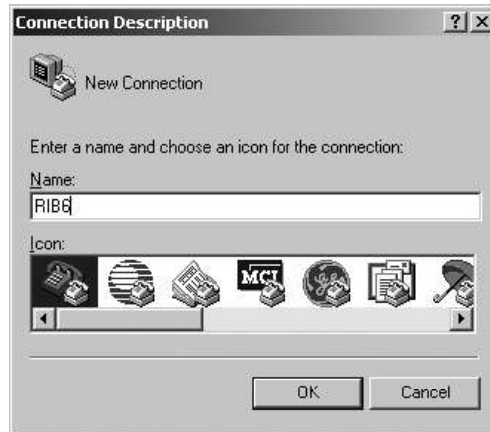 Connection Description
New Connection
Enter a name and choose an icon for the connection:
Name:
RIB6
Icon:
MCI
OK
Cancel